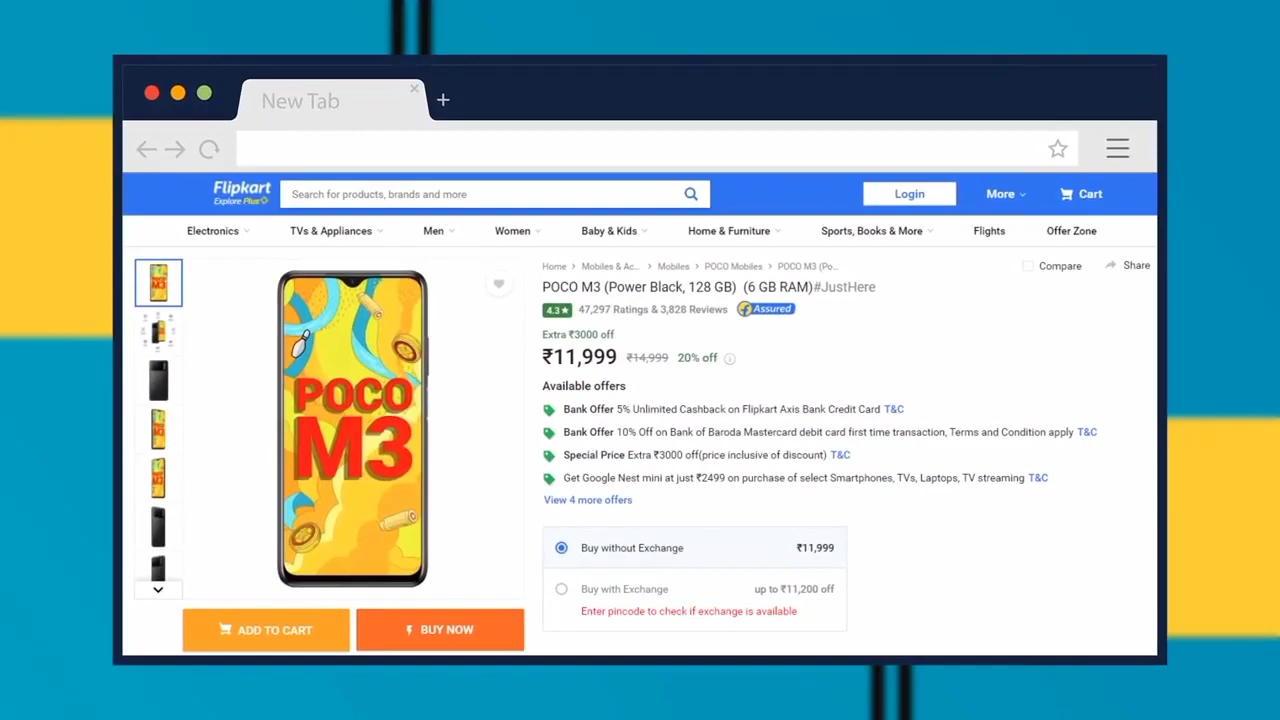 New Tab
Flipkart
Explore Plus
Search for products, brands and more
Login
More
Cart
Electronics
TVs & Appliances
Men
Women
Baby & Kids
Home & Furniture
Sports, Books & More
Flights
Offer Zone
Home > Mobiles & Ac... > Mobiles > POCO Mobiles > POCO M3 (Po...
Compare
Share
POCO M3 (Power Black, 128 GB) (6 GB RAM)#JustHere
4.3★ 47,297 Ratings & 3,828 Reviews Assured
Extra ₹3000 off
₹11,999 ₹14,999 20% off
Available offers
Bank Offer 5% Unlimited Cashback on Flipkart Axis Bank Credit Card T&C
Bank Offer 10% Off on Bank of Baroda Mastercard debit card first time transaction, Terms and Condition apply T&C
Special Price Extra ₹3000 off(price inclusive of discount) T&C
Get Google Nest mini at just ₹2499 on purchase of select Smartphones, TVs, Laptops, TV streaming T&C
View 4 more offers
Buy without Exchange ₹11,999
Buy with Exchange up to ₹11,200 off
Enter pincode to check if exchange is available
POCO
M3
ADD TO CART
BUY NOW